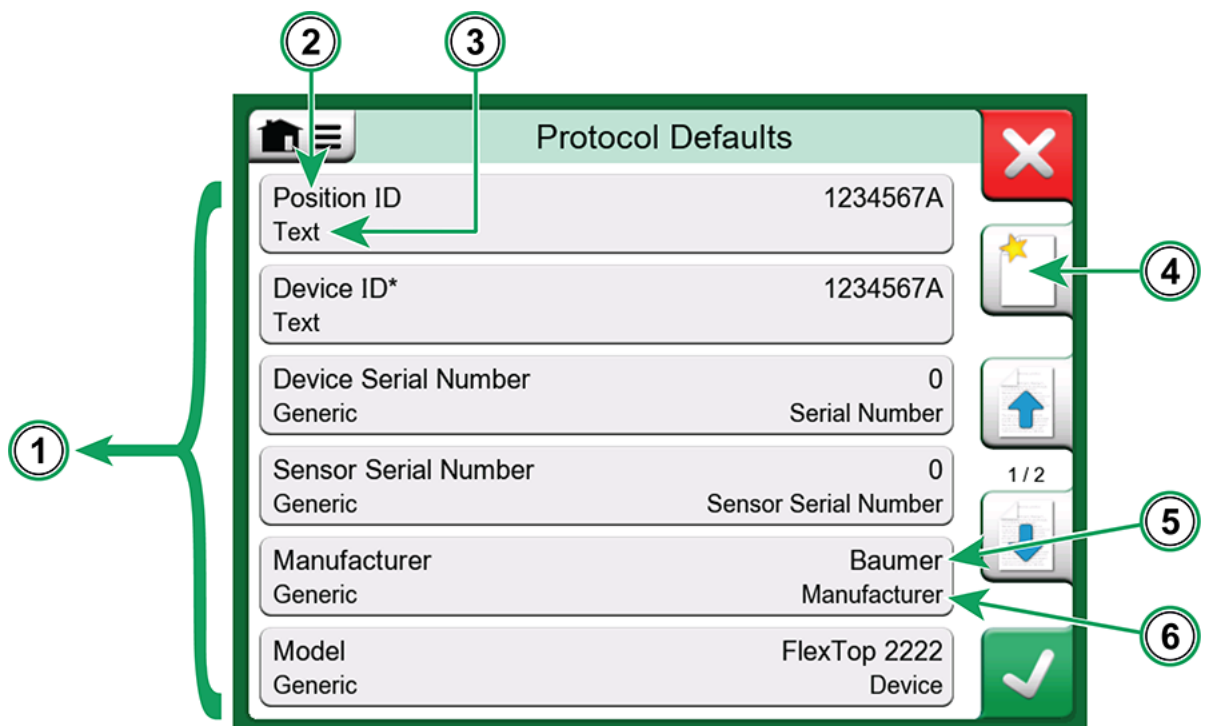 2
3
Protocol Defaults
Position ID 1234567A
Text
4
Device ID* 1234567A
Text
Device Serial Number 0
Generic Serial Number
1
Sensor Serial Number 0
1 / 2
Generic Sensor Serial Number
5
Manufacturer Baumer
Generic Manufacturer
6
Model FlexTop 2222
Generic Device